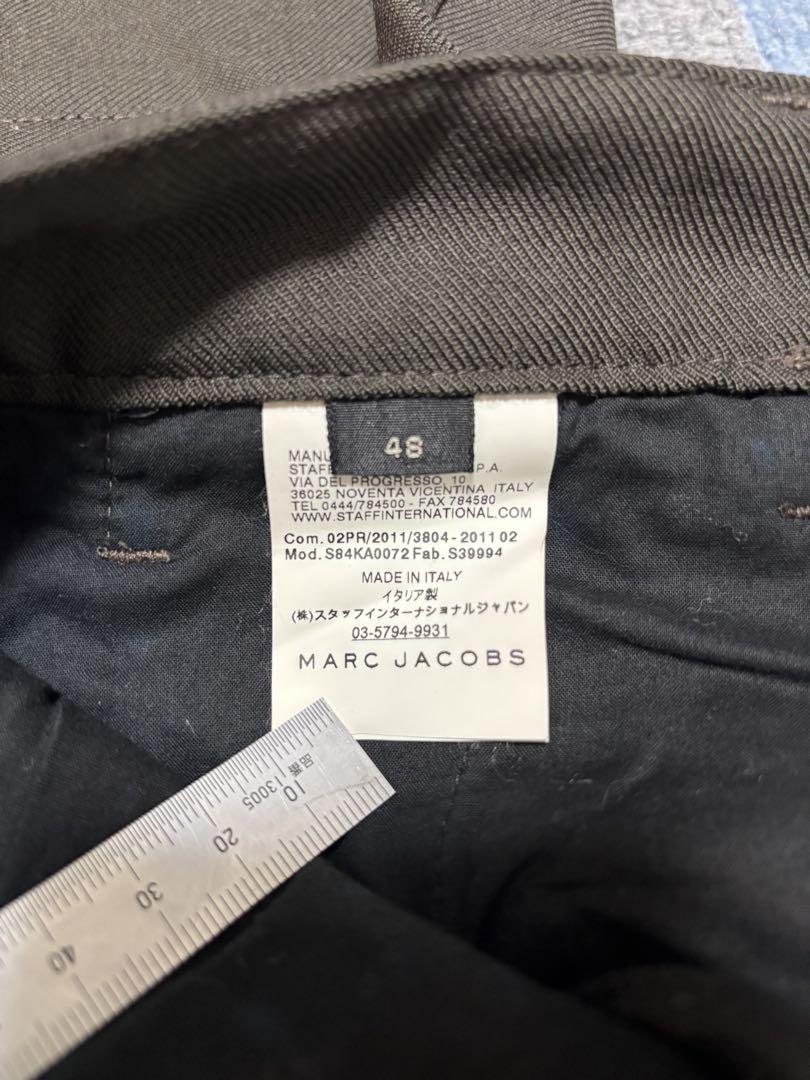 48
P.A.
VIA DEL PROGRESSO, 10
36025 NOVENTA VICENTINA ITALY
TEL 0444/784500 - FAX 784580
WWW.STAFFINTERNATIONAL.COM
Com. 02PR/2011/3804 - 2011 02
Mod. S84KA0072 Fab. S39994
MADE IN ITALY
イタリア製
(株)スタッフインターナショナルジャパン
03-5794-9931
MARC JACOBS
13005
10
20
30
40